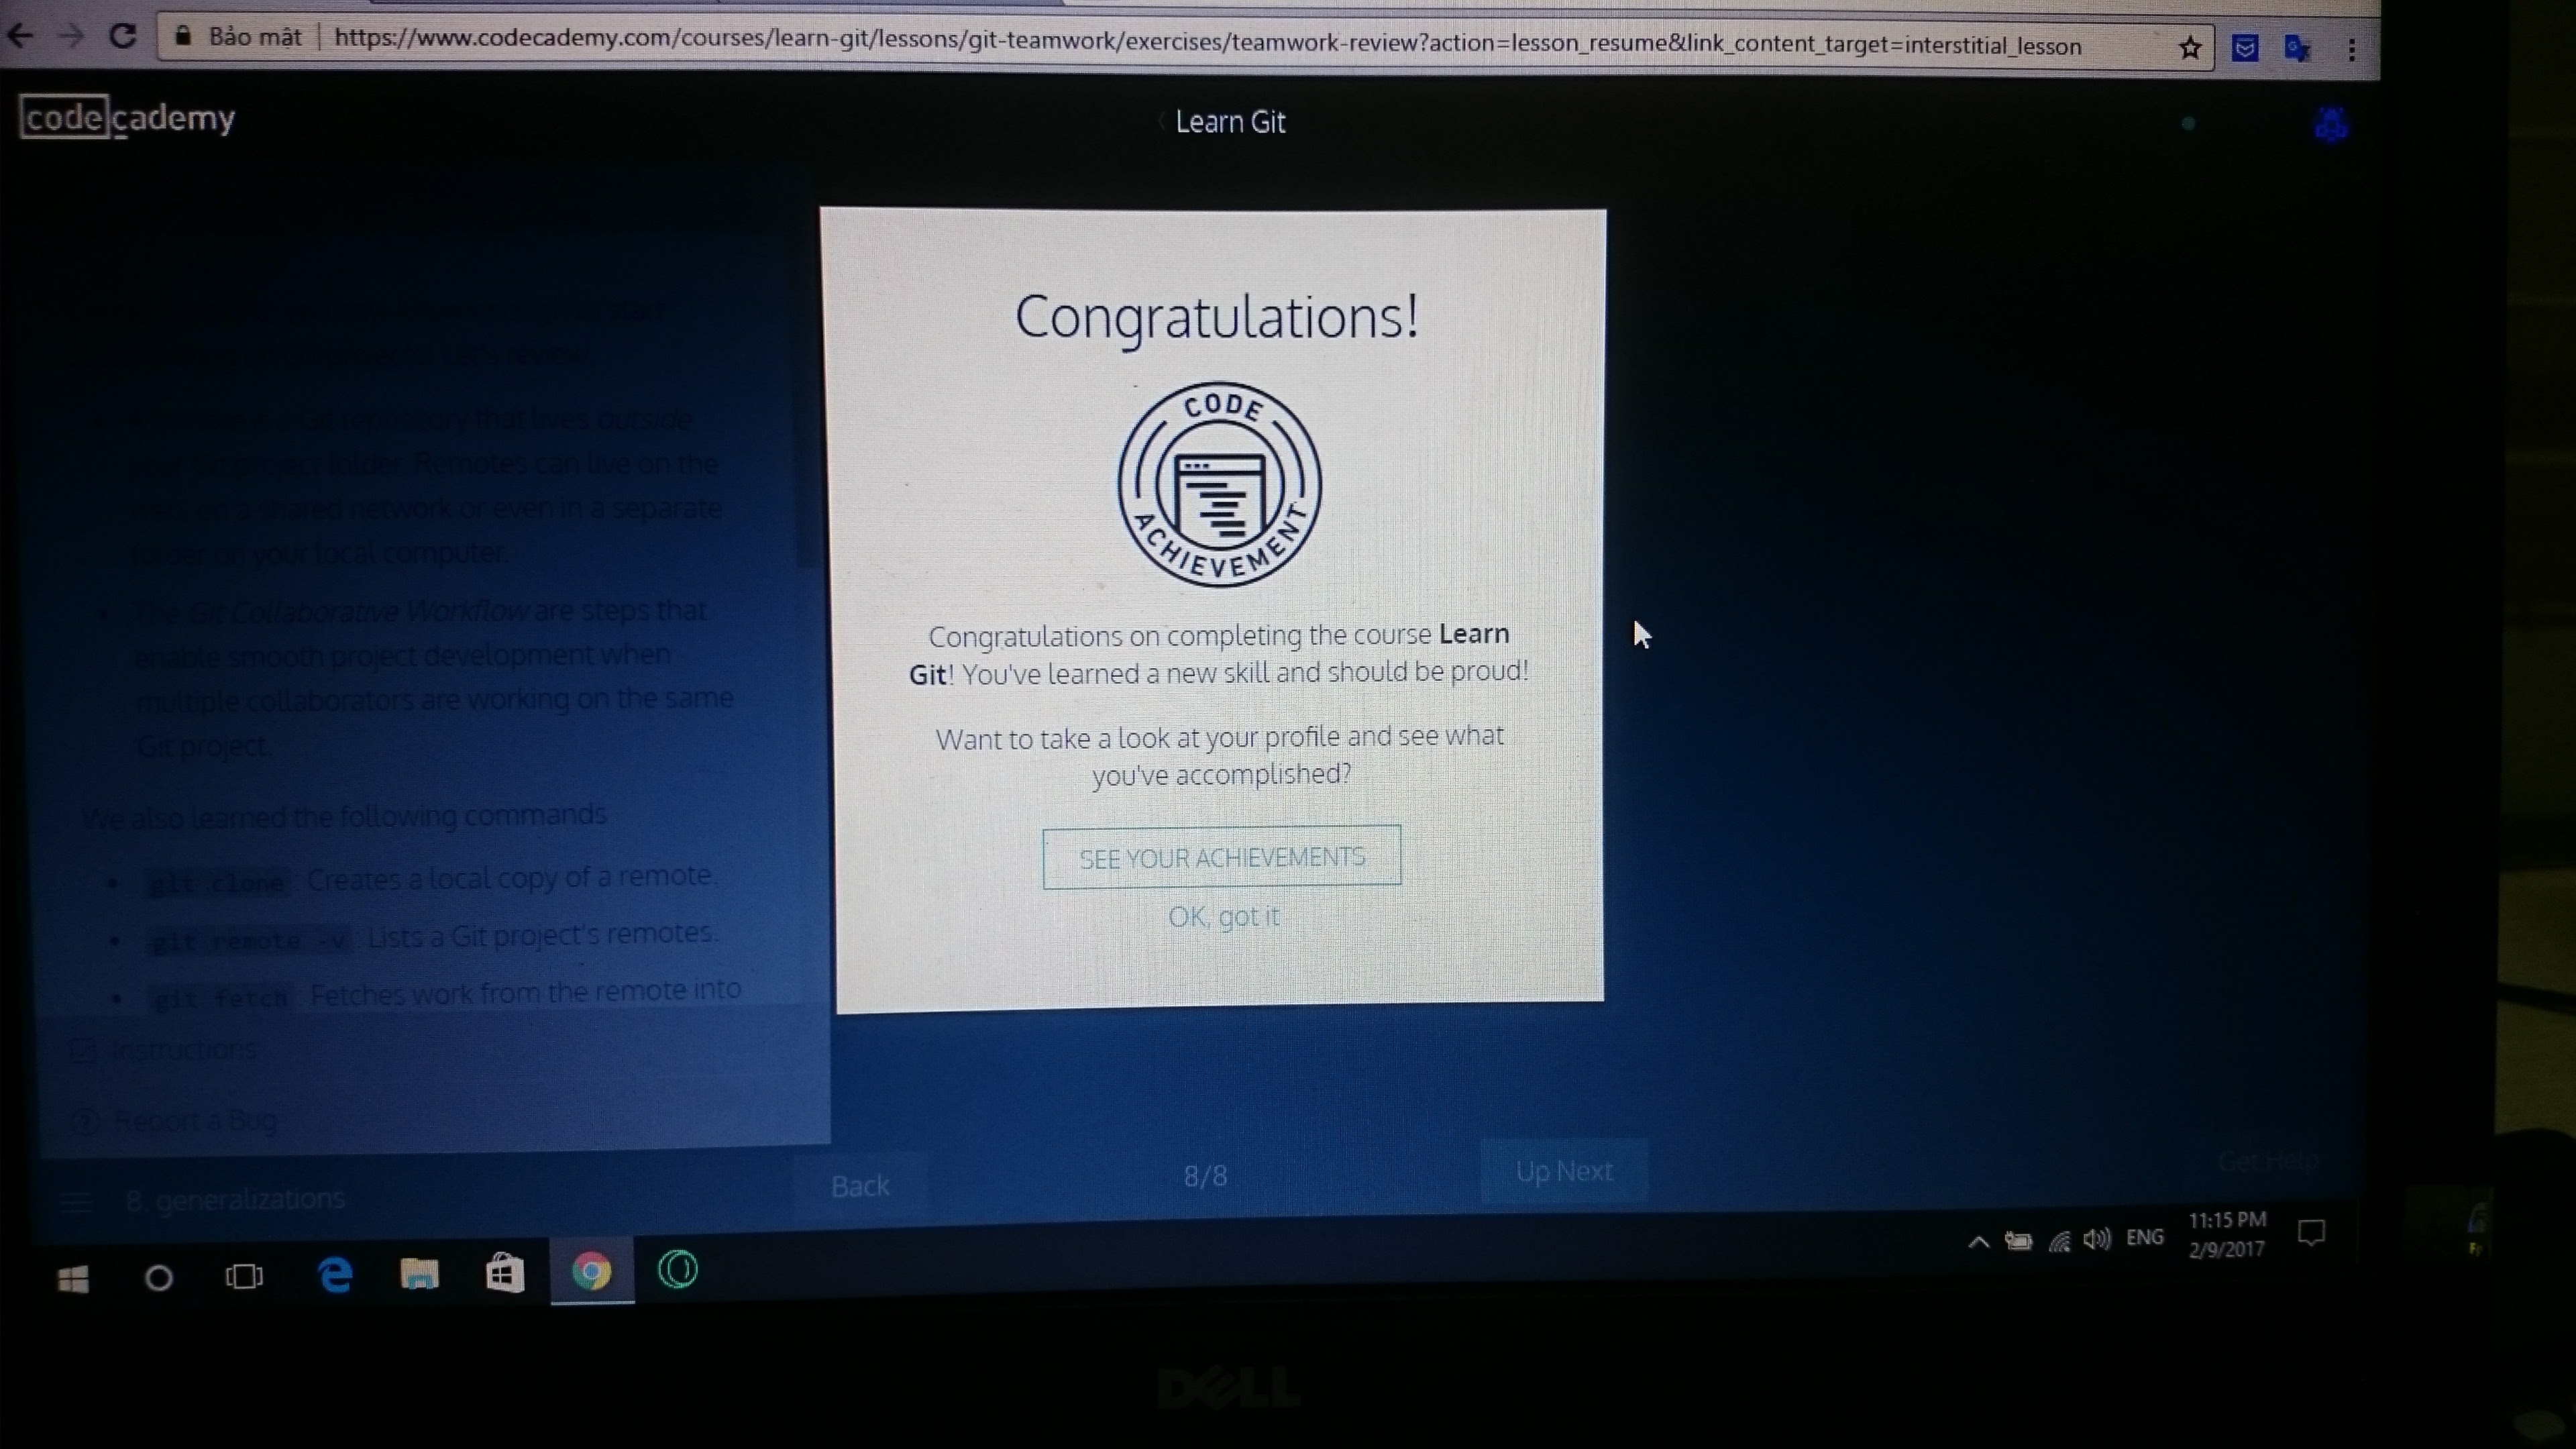 Bảo mật | https://www.codecademy.com/courses/learn-git/lessons/git-teamwork/exercises/teamwork-review?action=lesson_resume&link_content_target=interstitial_lesson
codecademy
Learn Git
Congratulations!
CODE
ACHIEVEMENT
Congratulations on completing the course Learn
Git! You've learned a new skill and should be proud!
Want to take a look at your profile and see what
you've accomplished?
SEE YOUR ACHIEVEMENTS
OK, got it
Git repository that lives outside
Git project folder. Remotes can live on the
shared network or even in a separate
folder on your local computer.
The Git Collaborative Workflow are steps that
enable smooth project development when
multiple collaborators are working on the same
Git project.
We also learned the following commands
git clone: Creates a local copy of a remote.
git remote -v: Lists a Git project's remotes.
git fetch: Fetches work from the remote into
Instructions
Report a Bug
8. generalizations
Back
8/8
Up Next
Get Help
ENG
11:15 PM
2/9/2017
DELL